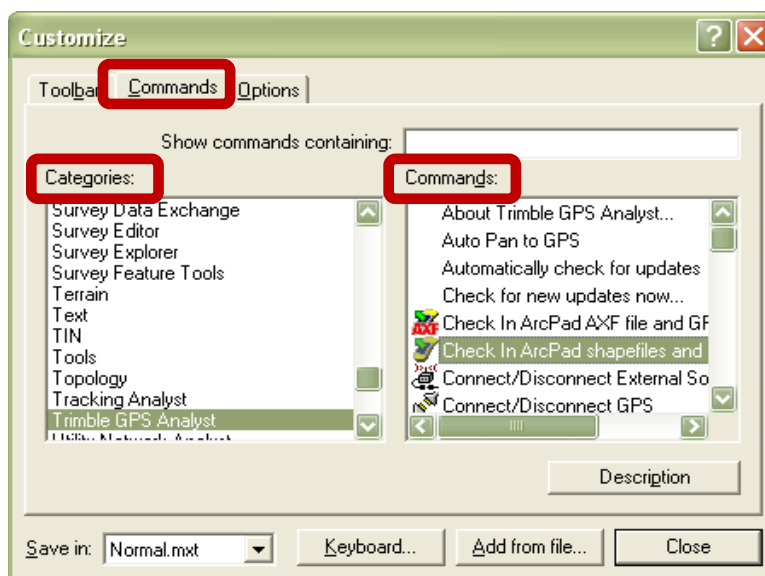 Customize
Toolbar
Commands
Options
Show commands containing:
Categories:
Survey Data Exchange
Survey Editor
Survey Explorer
Survey Feature Tools
Terrain
Text
TIN
Tools
Topology
Tracking Analyst
Trimble GPS Analyst
Commands:
About Trimble GPS Analyst...
Auto Pan to GPS
Automatically check for updates
Check for new updates now...
AXF Check In ArcPad AXF file and GF
Check In ArcPad shapefiles and
Connect/Disconnect External So
Connect/Disconnect GPS
Description
Save in: Normal.mxt
Keyboard...
Add from file...
Close